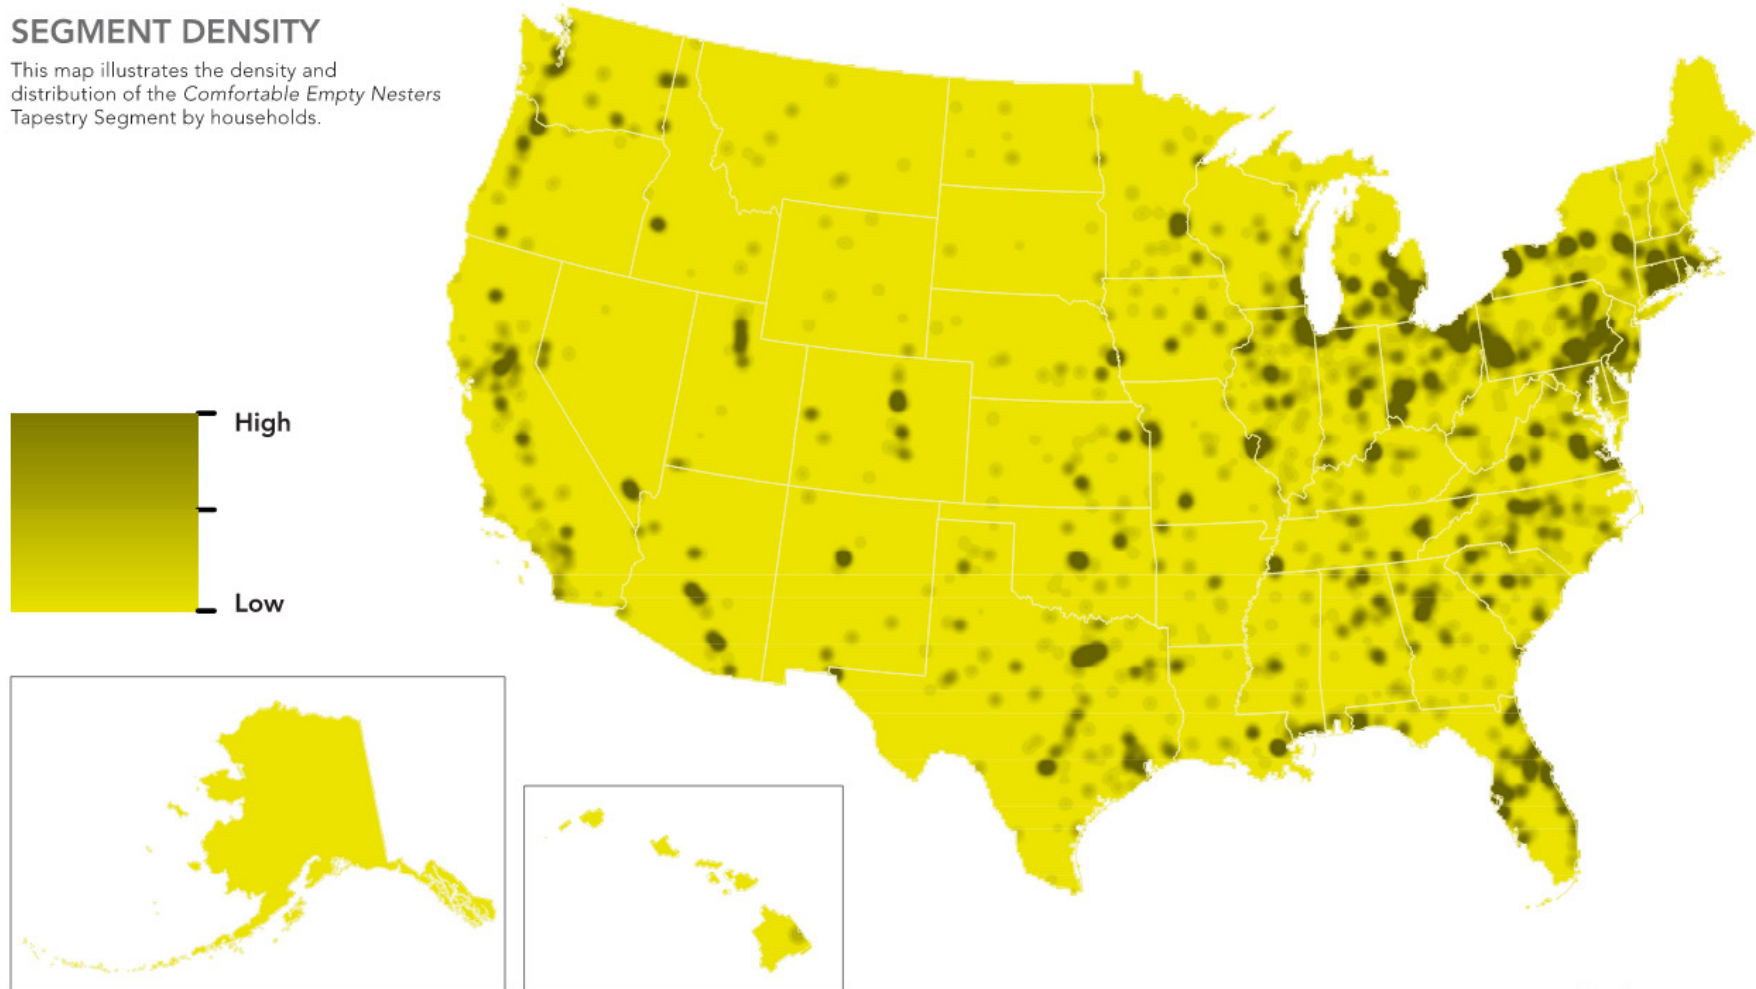 SEGMENT DENSITY
This map illustrates the density and
distribution of the Comfortable Empty Nesters
Tapestry Segment by households.
High
Low